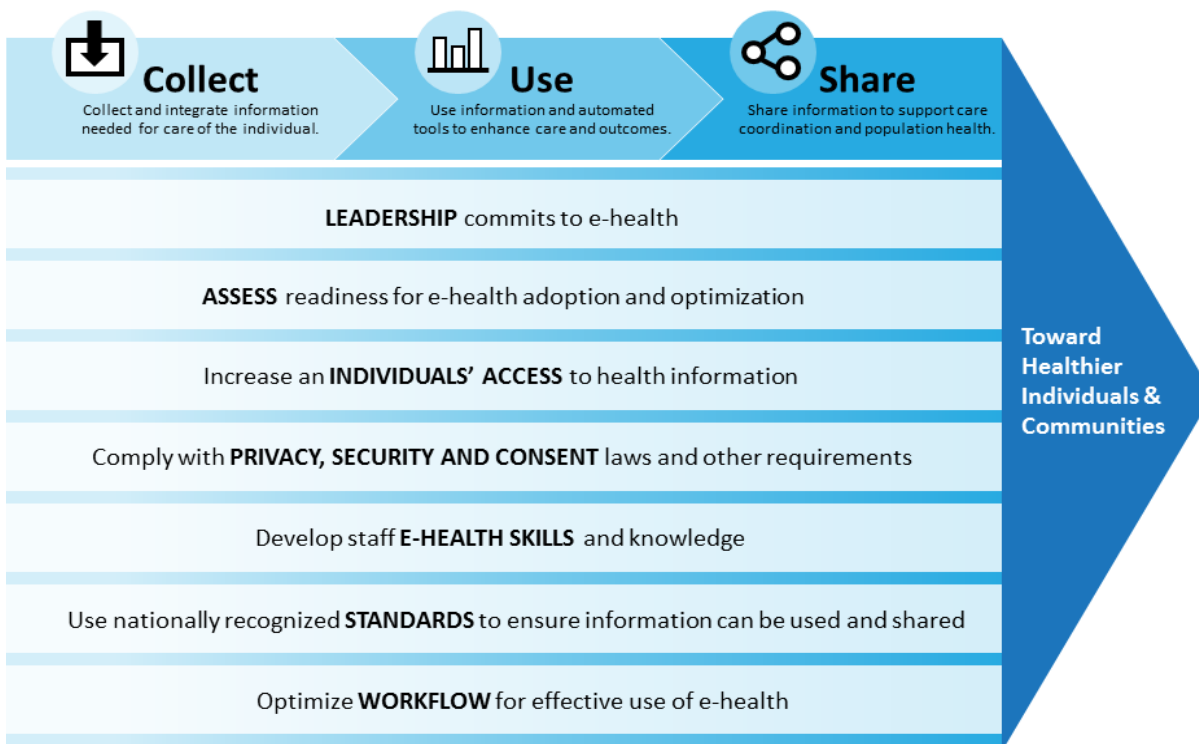 Collect
Collect and integrate information
needed for care of the individual.
Use
Use information and automated
tools to enhance care and outcomes.
Share
Share information to support care
coordination and population health.
LEADERSHIP commits to e-health
ASSESS readiness for e-health adoption and optimization
Increase an INDIVIDUALS’ ACCESS to health information
Comply with PRIVACY, SECURITY AND CONSENT laws and other requirements
Develop staff E-HEALTH SKILLS and knowledge
Use nationally recognized STANDARDS to ensure information can be used and shared
Optimize WORKFLOW for effective use of e-health
Toward
Healthier
Individuals &
Communities